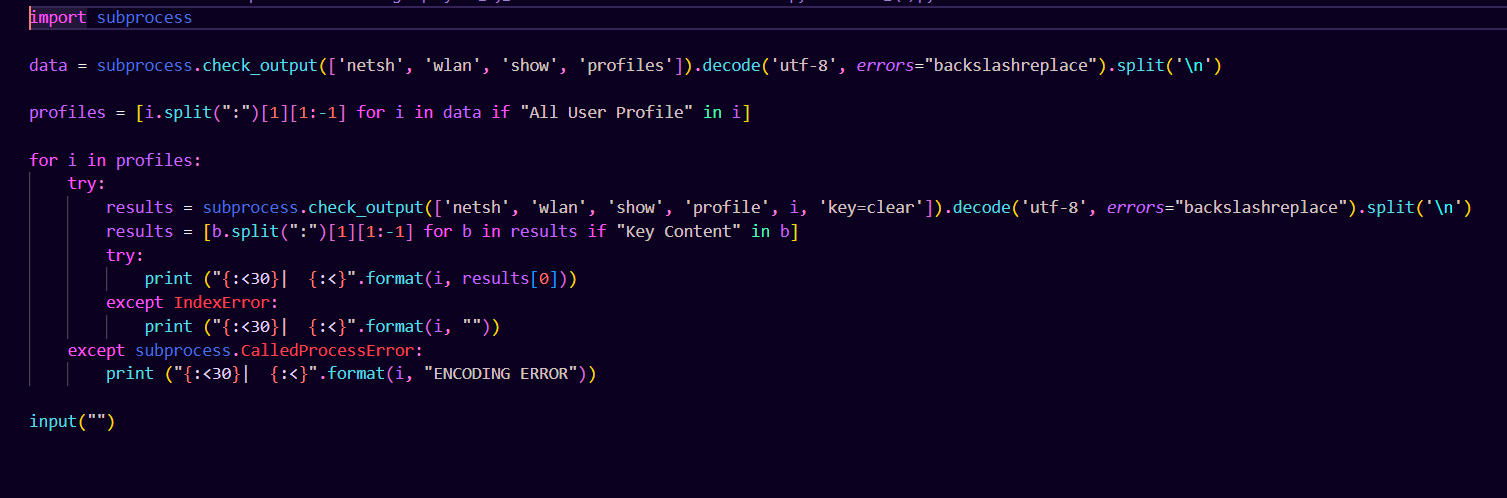 import subprocess

data = subprocess.check_output(['netsh', 'wlan', 'show', 'profiles']).decode('utf-8', errors="backslashreplace").split('\n')

profiles = [i.split(":")[1][1:-1] for i in data if "All User Profile" in i]

for i in profiles:
    try:
        results = subprocess.check_output(['netsh', 'wlan', 'show', 'profile', i, 'key=clear']).decode('utf-8', errors="backslashreplace").split('\n')
        results = [b.split(":")[1][1:-1] for b in results if "Key Content" in b]
        try:
            print ("{:<30}|  {:<}".format(i, results[0]))
        except IndexError:
            print ("{:<30}|  {:<}".format(i, ""))
    except subprocess.CalledProcessError:
        print ("{:<30}|  {:<}".format(i, "ENCODING ERROR"))

input("")